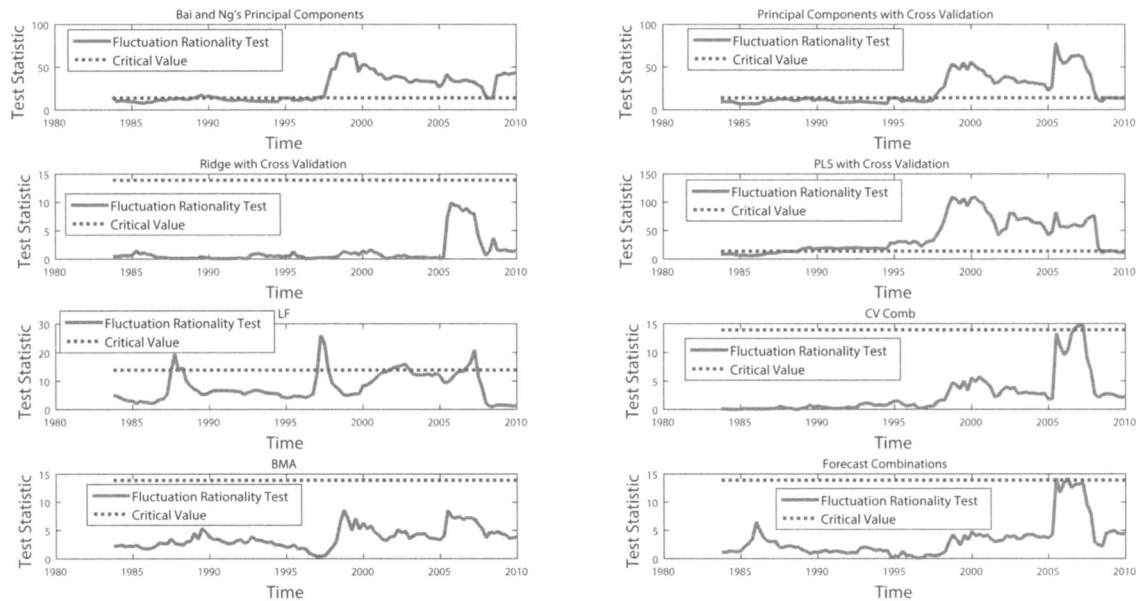 Bai and Ng's Principal Components
Test Statistic
100
50
0
Fluctuation Rationality Test
Critical Value
1980 1985 1990 1995 2000 2005 2010
Time
Principal Components with Cross Validation
Test Statistic
100
50
0
Fluctuation Rationality Test
Critical Value
1980 1985 1990 1995 2000 2005 2010
Time
Ridge with Cross Validation
Test Statistic
15
10
5
0
Fluctuation Rationality Test
Critical Value
1980 1985 1990 1995 2000 2005 2010
Time
PLS with Cross Validation
Test Statistic
150
100
50
0
Fluctuation Rationality Test
Critical Value
1980 1985 1990 1995 2000 2005 2010
Time
LF
Test Statistic
30
20
10
0
Fluctuation Rationality Test
Critical Value
1980 1985 1990 1995 2000 2005 2010
Time
CV Comb
Test Statistic
15
10
5
0
Fluctuation Rationality Test
Critical Value
1980 1985 1990 1995 2000 2005 2010
Time
BMA
Test Statistic
15
10
5
0
Fluctuation Rationality Test
Critical Value
1980 1985 1990 1995 2000 2005 2010
Time
Forecast Combinations
Test Statistic
15
10
5
0
Fluctuation Rationality Test
Critical Value
1980 1985 1990 1995 2000 2005 2010
Time